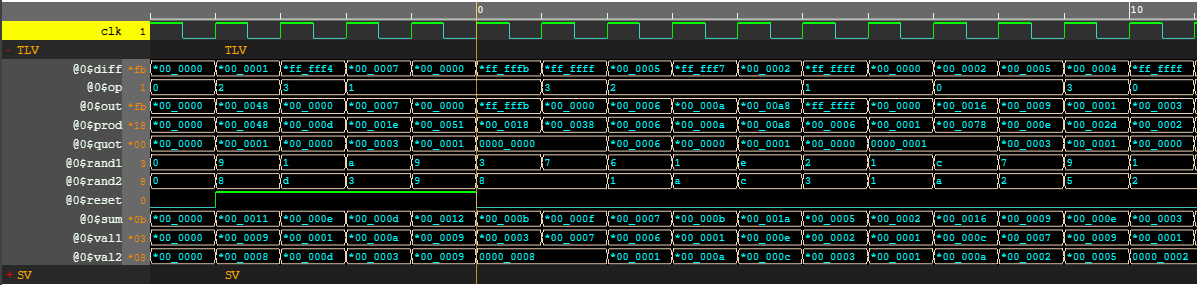 0 10
clk 1
- TLV TLV
@0$diff *fb *00_0000 *00_0001 *ff_fff4 *00_0007 *00_0000 *ff_fffb *ff_ffff *00_0005 *ff_fff7 *00_0002 *ff_ffff *00_0000 *00_0002 *00_0005 *00_0004 *ff_ffff
@0$op 1 0 2 3 1 3 2 1 0 3 0
@0$out *fb *00_0000 *00_0048 *00_0000 *00_0007 *00_0000 *ff_fffb *00_0000 *00_0006 *00_000a *00_00a8 *ff_ffff *00_0000 *00_0016 *00_0009 *00_0001 *00_0003
@0$prod *18 *00_0000 *00_0048 *00_000d *00_001e *00_0051 *00_0018 *00_0038 *00_0006 *00_000a *00_00a8 *00_0006 *00_0001 *00_0078 *00_000e *00_002d *00_0002
@0$quot *00 *00_0000 *00_0001 *00_0000 *00_0003 *00_0001 0000_0000 *00_0006 *00_0000 *00_0001 *00_0000 0000_0001 *00_0003 *00_0001 *00_0000
@0$rand1 3 0 9 1 a 9 3 7 6 1 e 2 1 c 7 9 1
@0$rand2 8 0 8 d 3 9 8 1 a c 3 1 a 2 5 2
@0$reset 0
@0$sum *0b *00_0000 *00_0011 *00_000e *00_000d *00_0012 *00_000b *00_000f *00_0007 *00_000b *00_001a *00_0005 *00_0002 *00_0016 *00_0009 *00_000e *00_0003
@0$val1 *03 *00_0000 *00_0009 *00_0001 *00_000a *00_0009 *00_0003 *00_0007 *00_0006 *00_0001 *00_000e *00_0002 *00_0001 *00_000c *00_0007 *00_0009 *00_0001
@0$val2 *08 *00_0000 *00_0008 *00_000d *00_0003 *00_0009 0000_0008 *00_0001 *00_000a *00_000c *00_0003 *00_0001 *00_000a *00_0002 *00_0005 0000_0002
+ SV SV